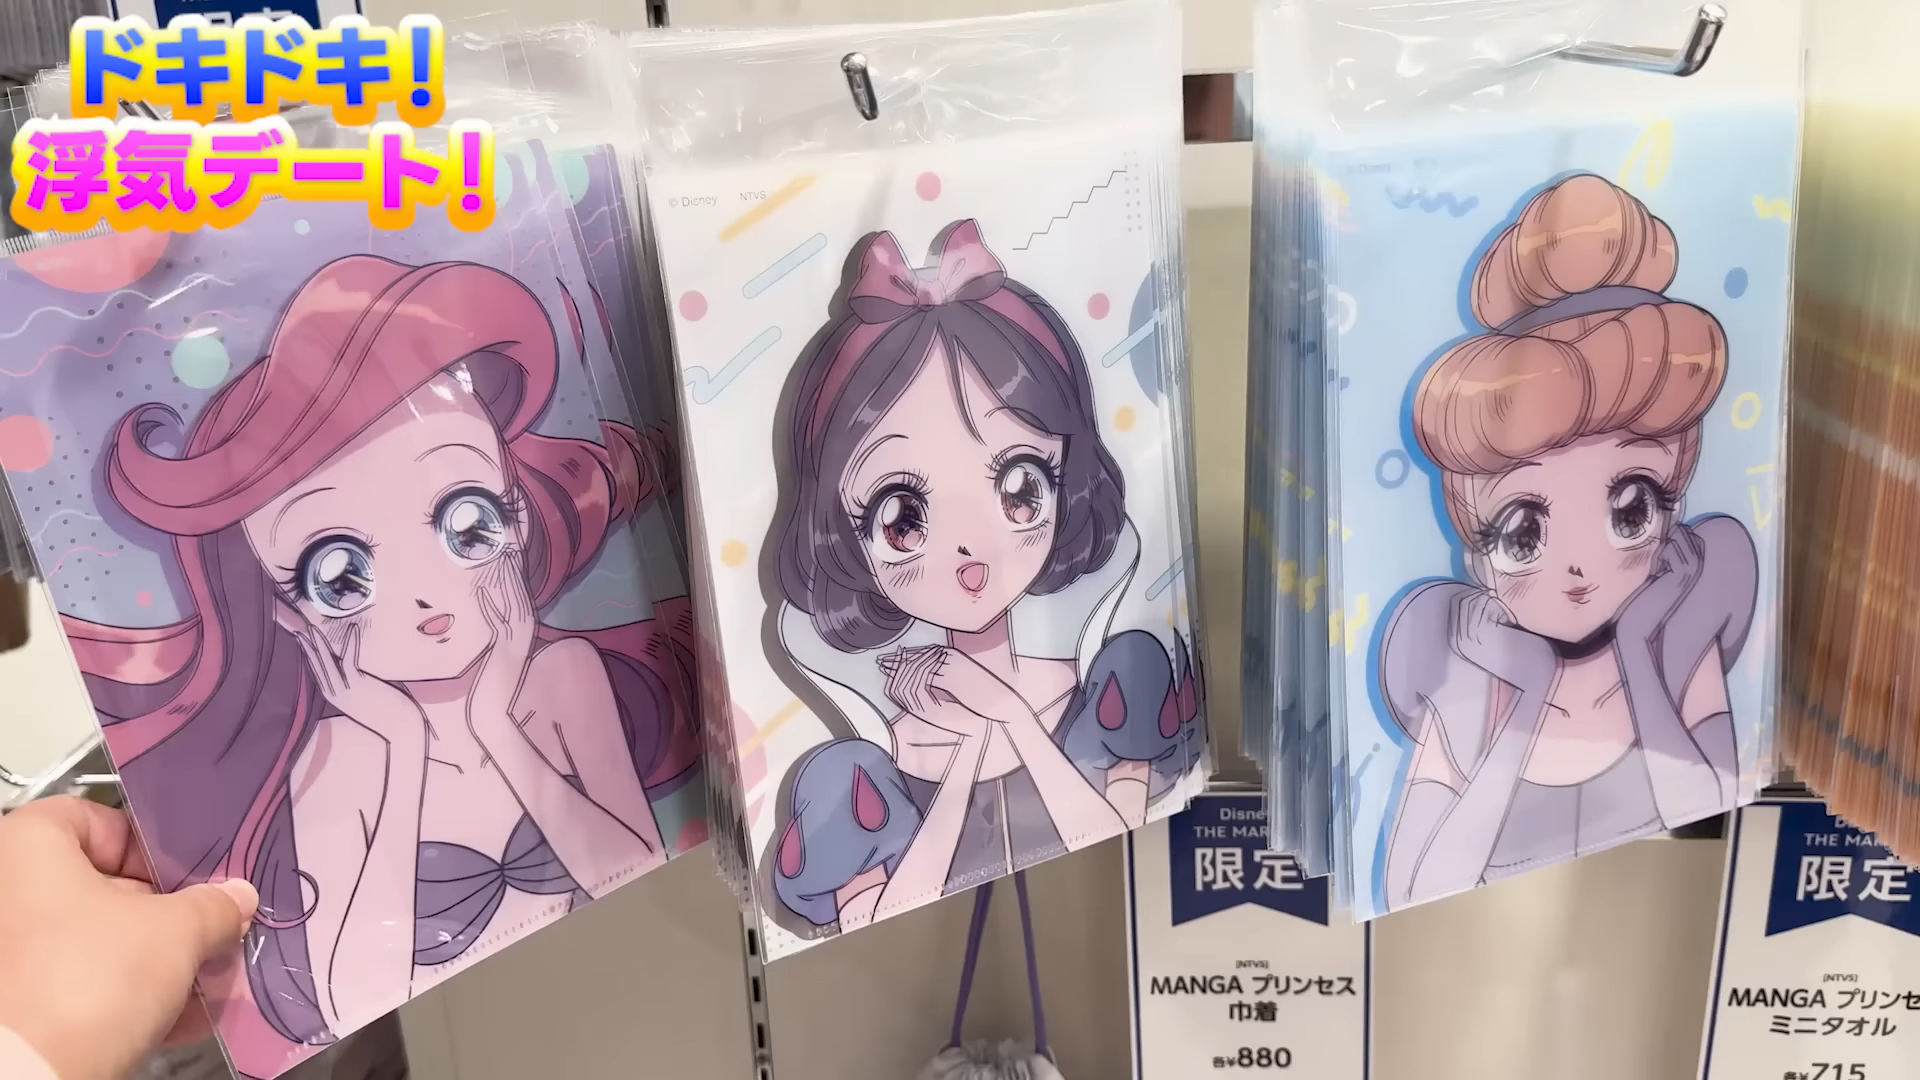 ドキドキ！
浮気デート！
© Disney NTVS
Disney
THE MAR
限定
[NTVS]
MANGA プリンセス
巾着
各¥880
THE MA
限定
[NTVS]
MANGA プリンセ
ミニタオル
各¥715